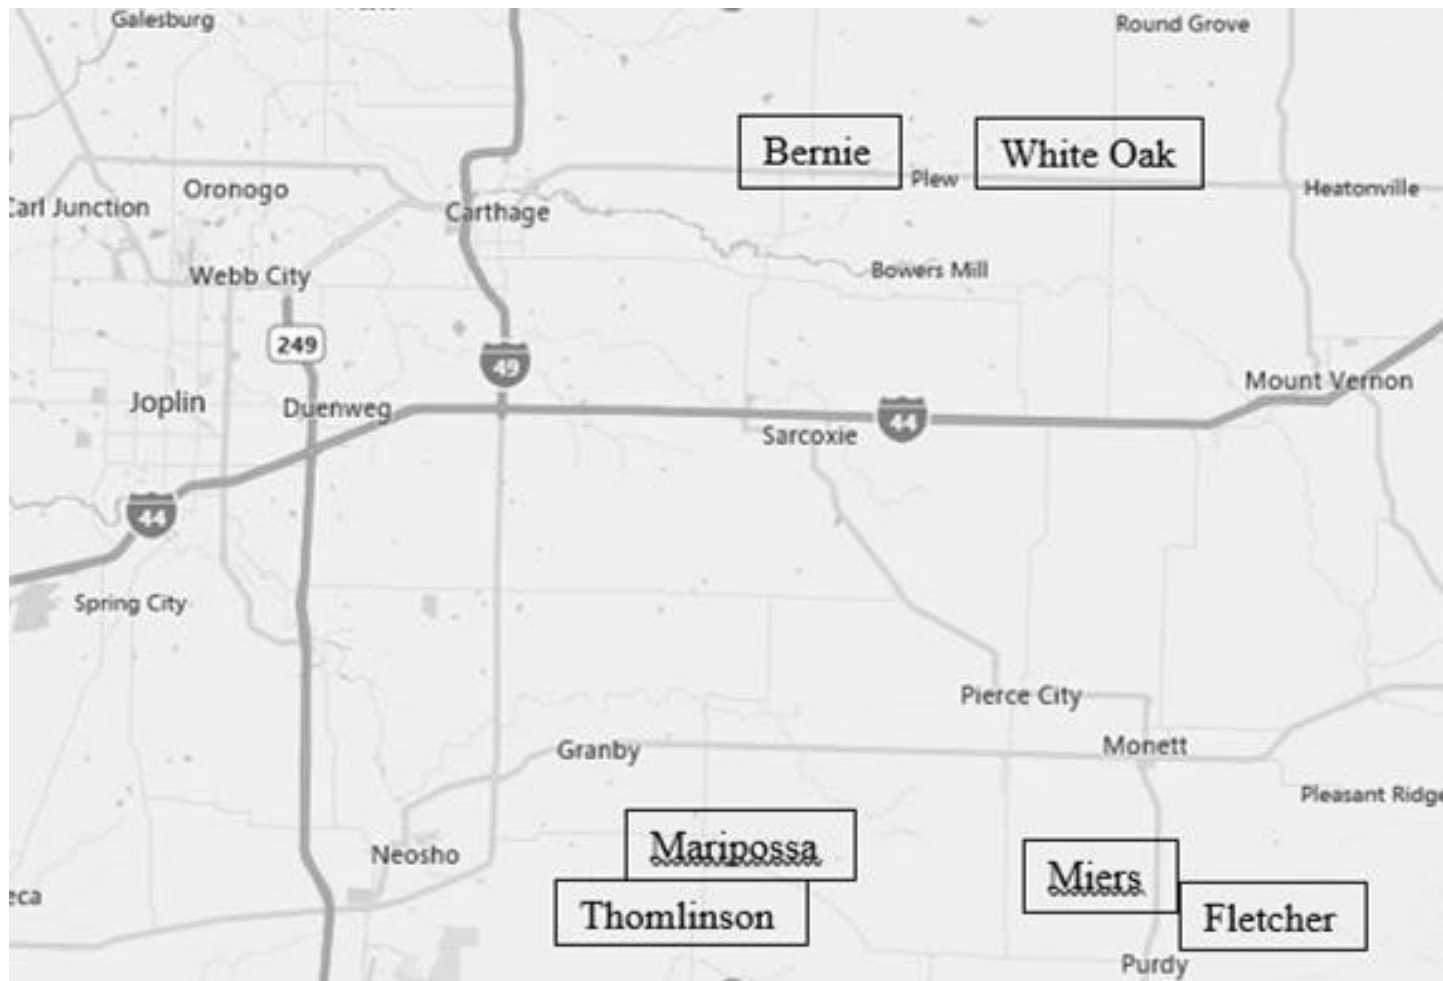 Galesburg
Round Grove
Bernie
White Oak
Plew
Oronogo
Heatonville
Carl Junction
Carthage
Webb City
Bowers Mill
249
49
Joplin
Duenweg
Mount Vernon
44
Sarcoxie
44
Spring City
Pierce City
Granby
Monett
Pleasant Ridge
Maripossa
Neosho
Miers
eca
Thomlinson
Fletcher
Purdy